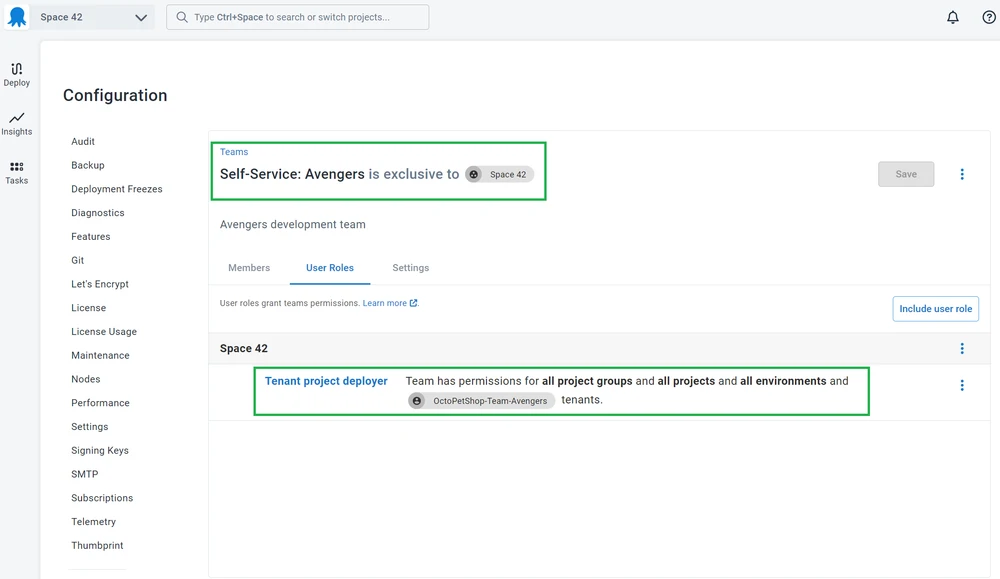 Space 42
Type Ctrl+Space to search or switch projects...
Deploy
Insights
Tasks
Configuration
Audit
Backup
Deployment Freezes
Diagnostics
Features
Git
Let's Encrypt
License
License Usage
Maintenance
Nodes
Performance
Settings
Signing Keys
SMTP
Subscriptions
Telemetry
Thumbprint
Teams
Self-Service: Avengers is exclusive to Space 42
Save
Avengers development team
Members User Roles Settings
User roles grant teams permissions. Learn more.
Include user role
Space 42
Tenant project deployer Team has permissions for all project groups and all projects and all environments and
OctoPetShop-Team-Avengers tenants.